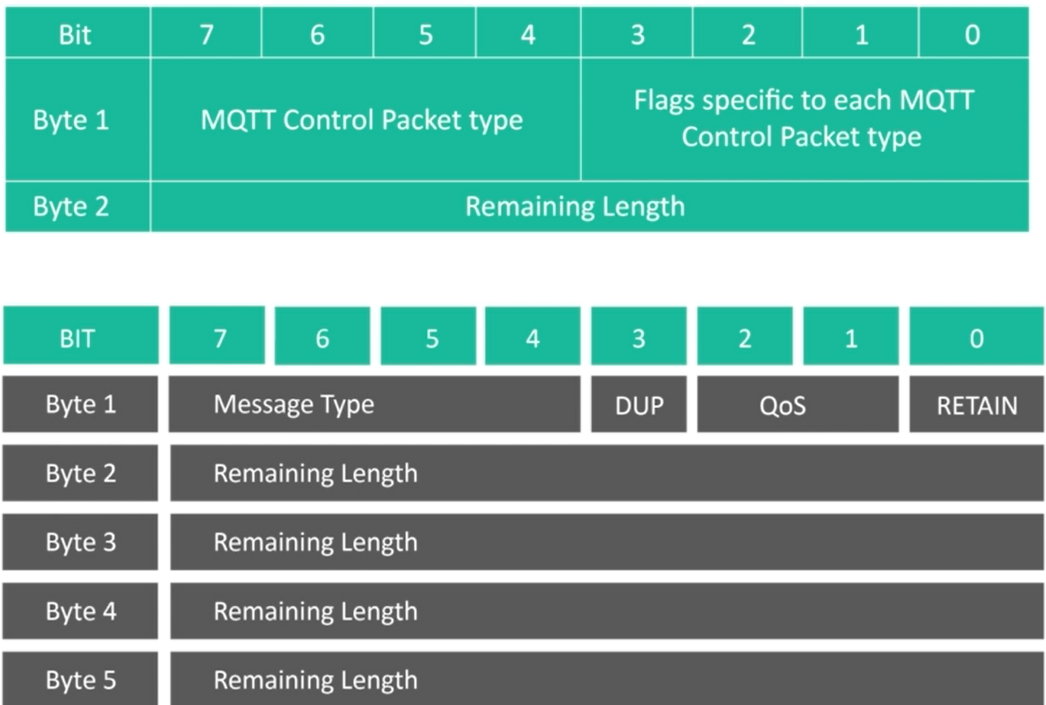 Bit 7 6 5 4 3 2 1 0
Byte 1 MQTT Control Packet type Flags specific to each MQTT
Control Packet type
Byte 2 Remaining Length
BIT 7 6 5 4 3 2 1 0
Byte 1 Message Type DUP QoS RETAIN
Byte 2 Remaining Length
Byte 3 Remaining Length
Byte 4 Remaining Length
Byte 5 Remaining Length